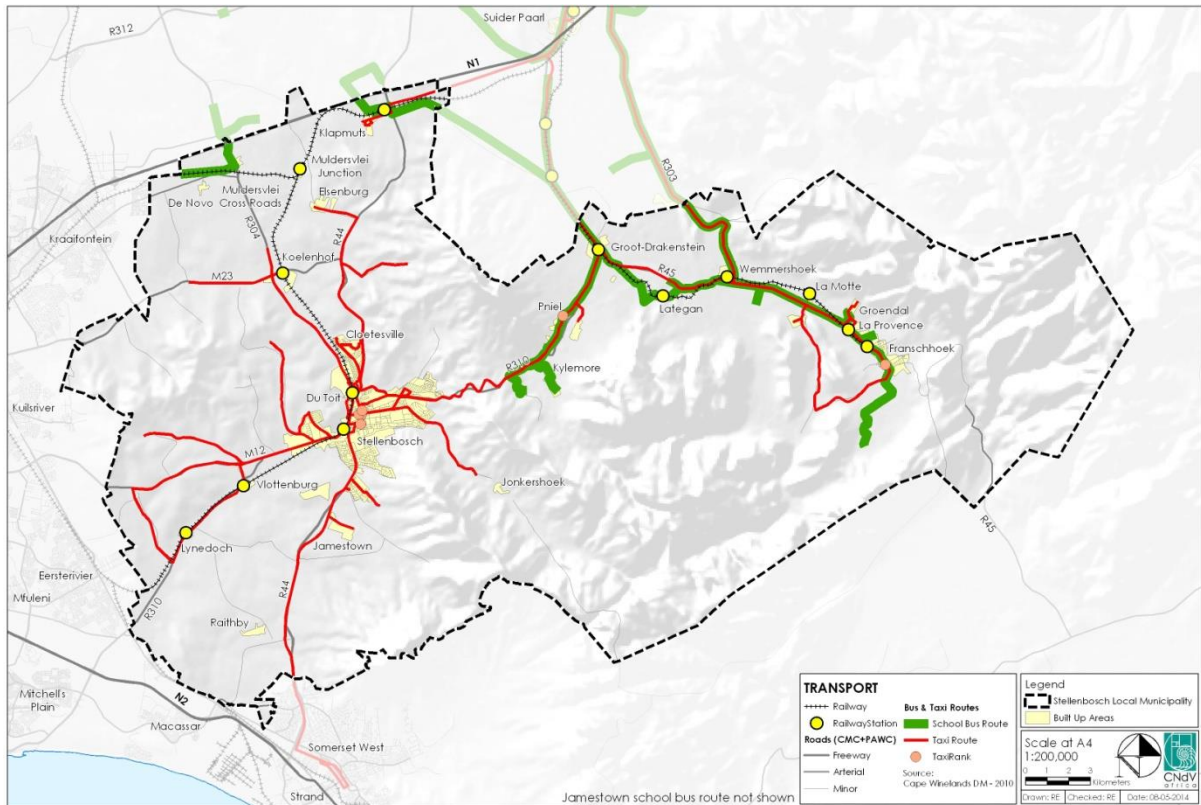 Suider Paarl
R312
N1
Klapmuts
R303
Muldersvlei
Junction
De Novo
Muldersvlei
Cross Roads
Elsenburg
Kraaifontein
R304
R44
Groot-Drakenstein
Koelenhof
M23
R45
Wemmershoek
La Motte
Lategan
Pniel
Groendal
La Provence
Franschhoek
Cloetesville
R310
Kylemore
Kuilsriver
Du Toit
Stellenbosch
M12
Vlottenburg
Jonkershoek
R45
Lynedoch
Jamestown
Eersterivier
Mfuleni
R44
R310
Raithby
Mitchell's
Plain
N2
Macassar
Somerset West
Strand
Jamestown school bus route not shown
TRANSPORT
Railway
RailwayStation
Roads (CMC+PAWC)
Freeway
Arterial
Minor
Bus & Taxi Routes
School Bus Route
Taxi Route
TaxiRank
Source:
Cape Winelands DM - 2010
Legend
Stellenbosch Local Municipality
Built Up Areas
Scale at A4
1:200,000
0 1 2 3
Kilometers
CNdV
africa
Drawn: RE Checked: RE Date: 08-05-2014